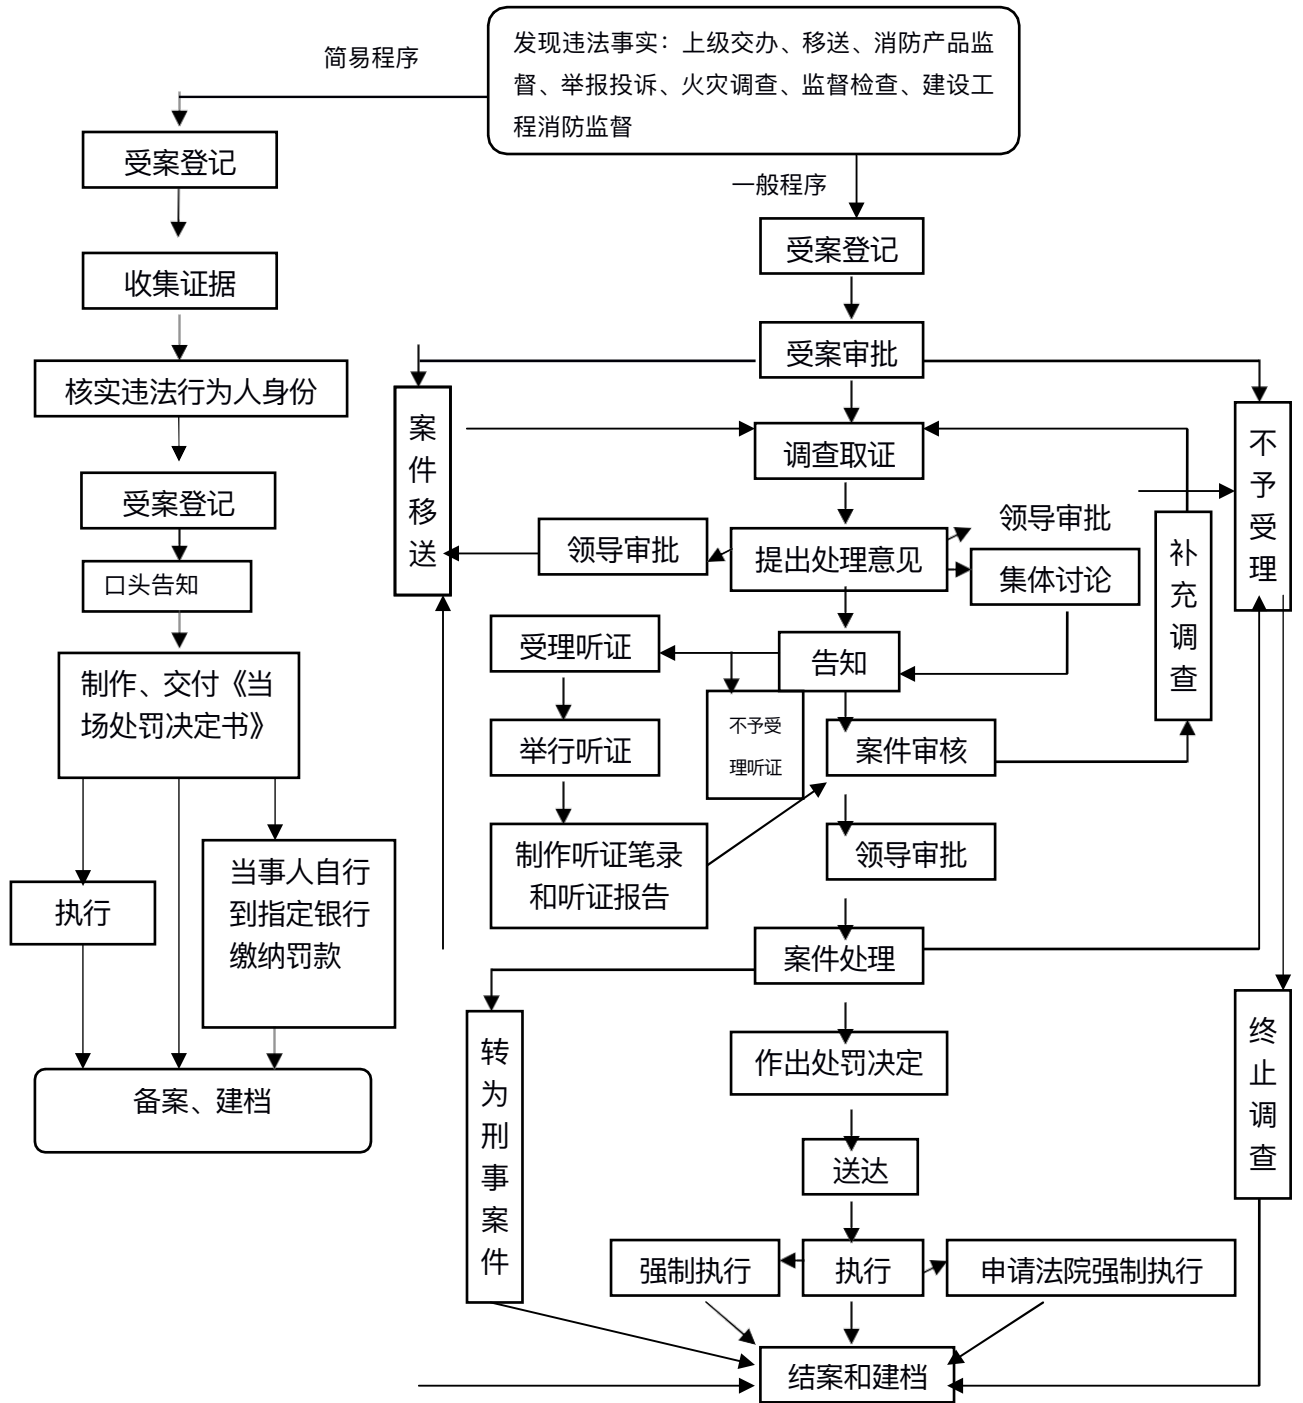 简易程序
发现违法事实：上级交办、移送、消防产品监
督、举报投诉、火灾调查、监督检查、建设工
程消防监督
受案登记
收集证据
核实违法行为人身份
受案登记
口头告知
制作、交付《当
场处罚决定书》
执行
当事人自行
到指定银行
缴纳罚款
备案、建档
一般程序
受案登记
受案审批
案件移送
调查取证
不予受理
领导审批
提出处理意见
领导审批
集体讨论
补充调查
受理听证
告知
不予受
理听证
举行听证
案件审核
制作听证笔录
和听证报告
领导审批
案件处理
转为刑事案件
作出处罚决定
终止调查
送达
强制执行
执行
申请法院强制执行
结案和建档